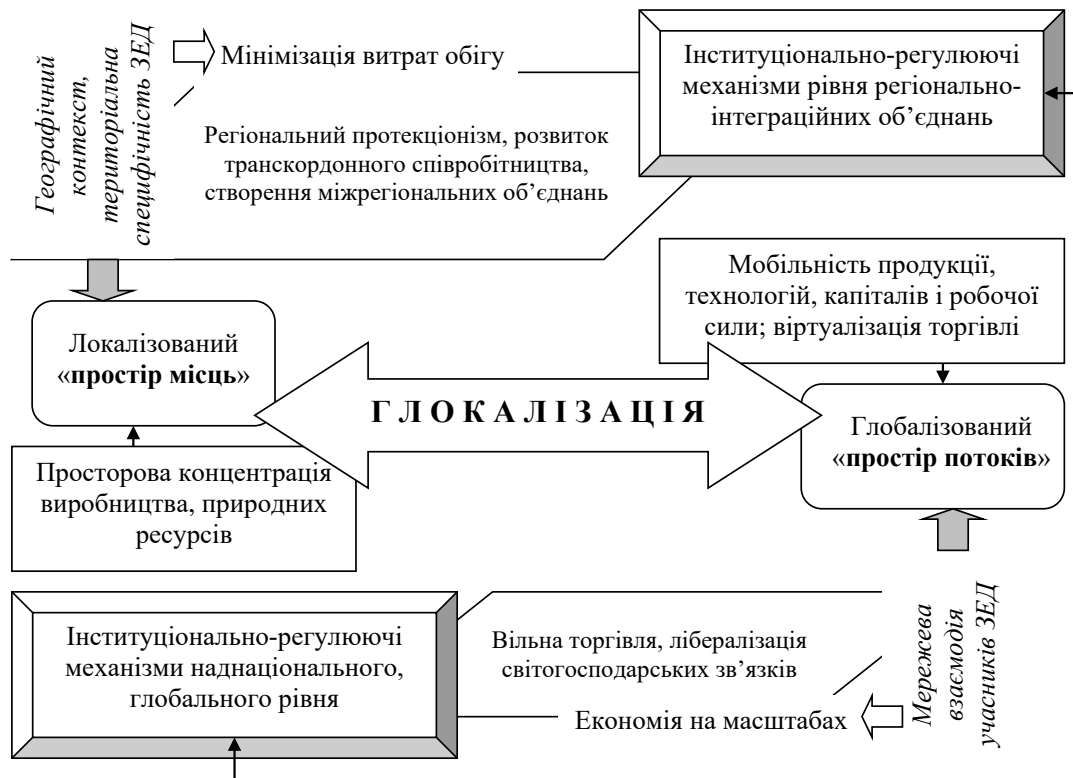 Географічний
контекст,
територіальна
специфічність ЗЕД
Мінімізація витрат обігу
Регіональний протекціонізм, розвиток
транскордонного співробітництва,
створення міжрегіональних об’єднань
Інституціонально-регулюючі
механізми рівня регіонально-
інтеграційних об’єднань
Мобільність продукції,
технологій, капіталів і робочої
сили; віртуалізація торгівлі
Локалізований
«простір місць»
ГЛОКАЛІЗАЦІЯ
Глобалізований
«простір потоків»
Просторова концентрація
виробництва, природних
ресурсів
Інституціонально-регулюючі
механізми наднаціонального,
глобального рівня
Вільна торгівля, лібералізація
світогосподарських зв’язків
Економія на масштабах
Мережева
взаємодія
учасників ЗЕД